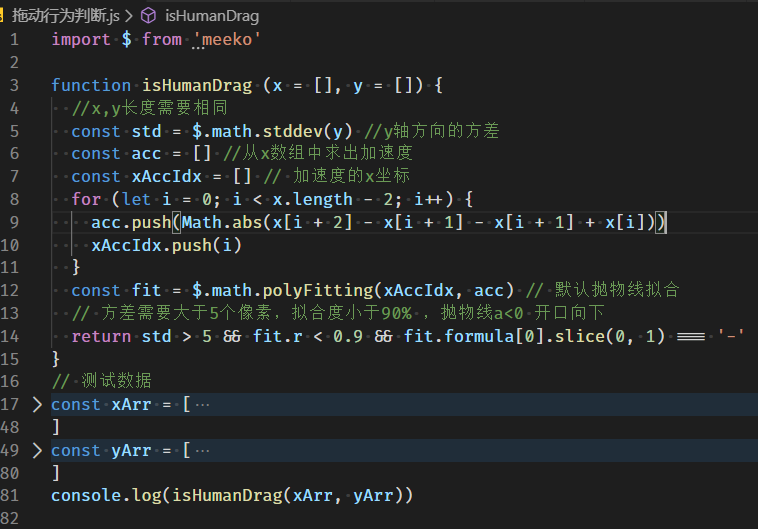 拖动行为判断.js > isHumanDrag
1 import $ from 'meeko'
2
3 function isHumanDrag (x = [], y = []) {
4 //x,y长度需要相同
5 const std = $.math.stddev(y) //y轴方向的方差
6 const acc = [] //从x数组中求出加速度
7 const xAccIdx = [] // 加速度的x坐标
8 for (let i = 0; i < x.length - 2; i++) {
9 acc.push(Math.abs(x[i + 2] - x[i + 1] - x[i + 1] + x[i]))
10 xAccIdx.push(i)
11 }
12 const fit = $.math.polyFitting(xAccIdx, acc) // 默认抛物线拟合
13 // 方差需要大于5个像素，拟合度小于90% ，抛物线a<0 开口向下
14 return std > 5 && fit.r < 0.9 && fit.formula[0].slice(0, 1) === '-'
15 }
16 // 测试数据
17 const xArr = [ ⋯
48 ]
49 const yArr = [ ⋯
80 ]
81 console.log(isHumanDrag(xArr, yArr))
82